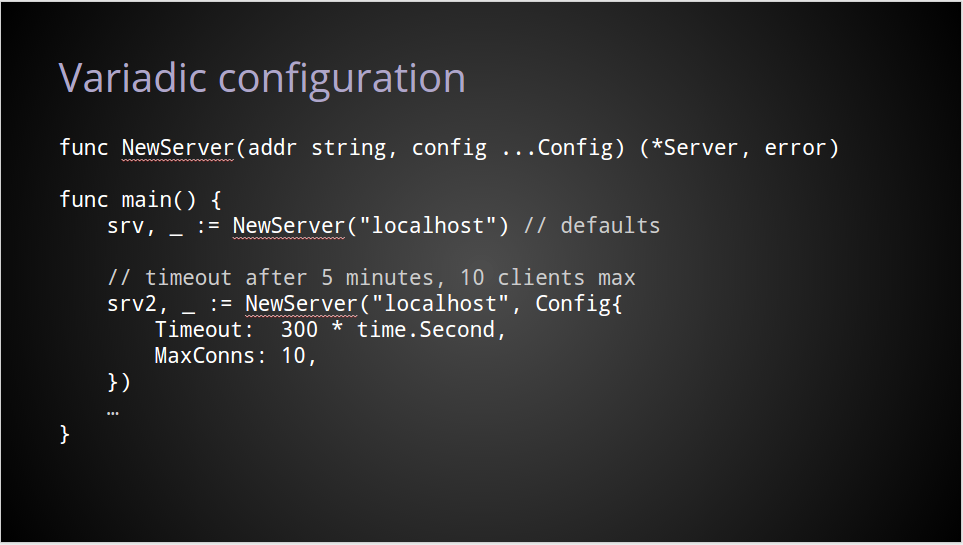 Variadic configuration
func NewServer(addr string, config ...Config) (*Server, error)
func main() {
srv, _ := NewServer("localhost") // defaults
// timeout after 5 minutes, 10 clients max
srv2, _ := NewServer("localhost", Config{
Timeout:  300 * time.Second,
MaxConns: 10,
})
…
}